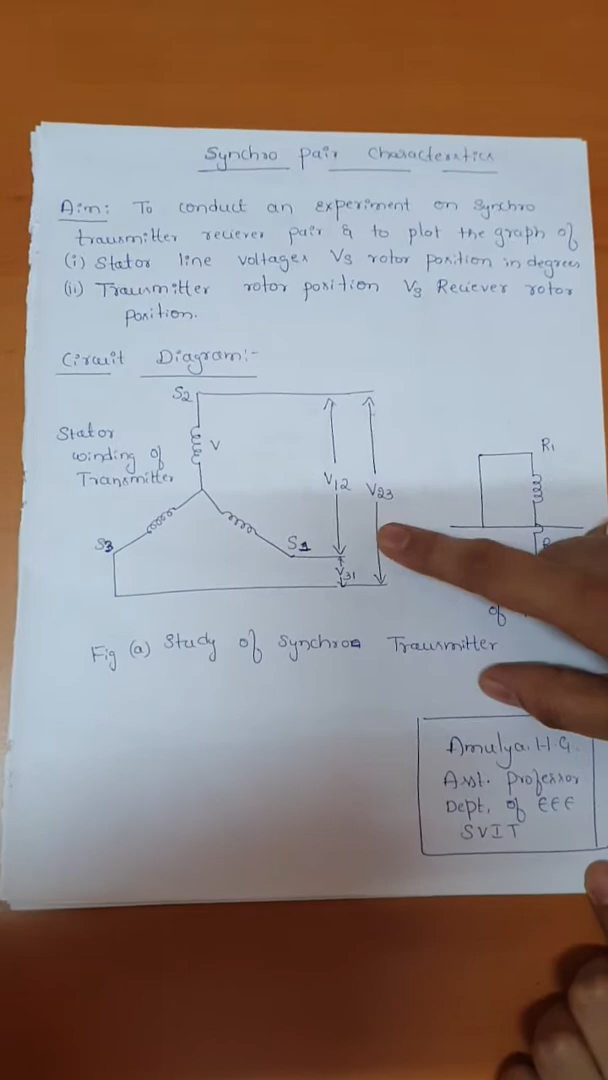 Synchro pair Characteristics
Aim: To conduct an experiment on Synchro
transmitter reciever pair & to plot the graph of
(i) Stator line voltages Vs rotor position in degrees
(ii) Transmitter rotor position Vs Reciever rotor
position.
Circuit Diagram:-
S2
Stator
winding of
Transmitter
V
R1
V12
V23
S3
S1
V31
of
Fig (a) Study of Synchro Transmitter
Amulya. H.G.
Asst. Professor
Dept. of EEE
SVIT